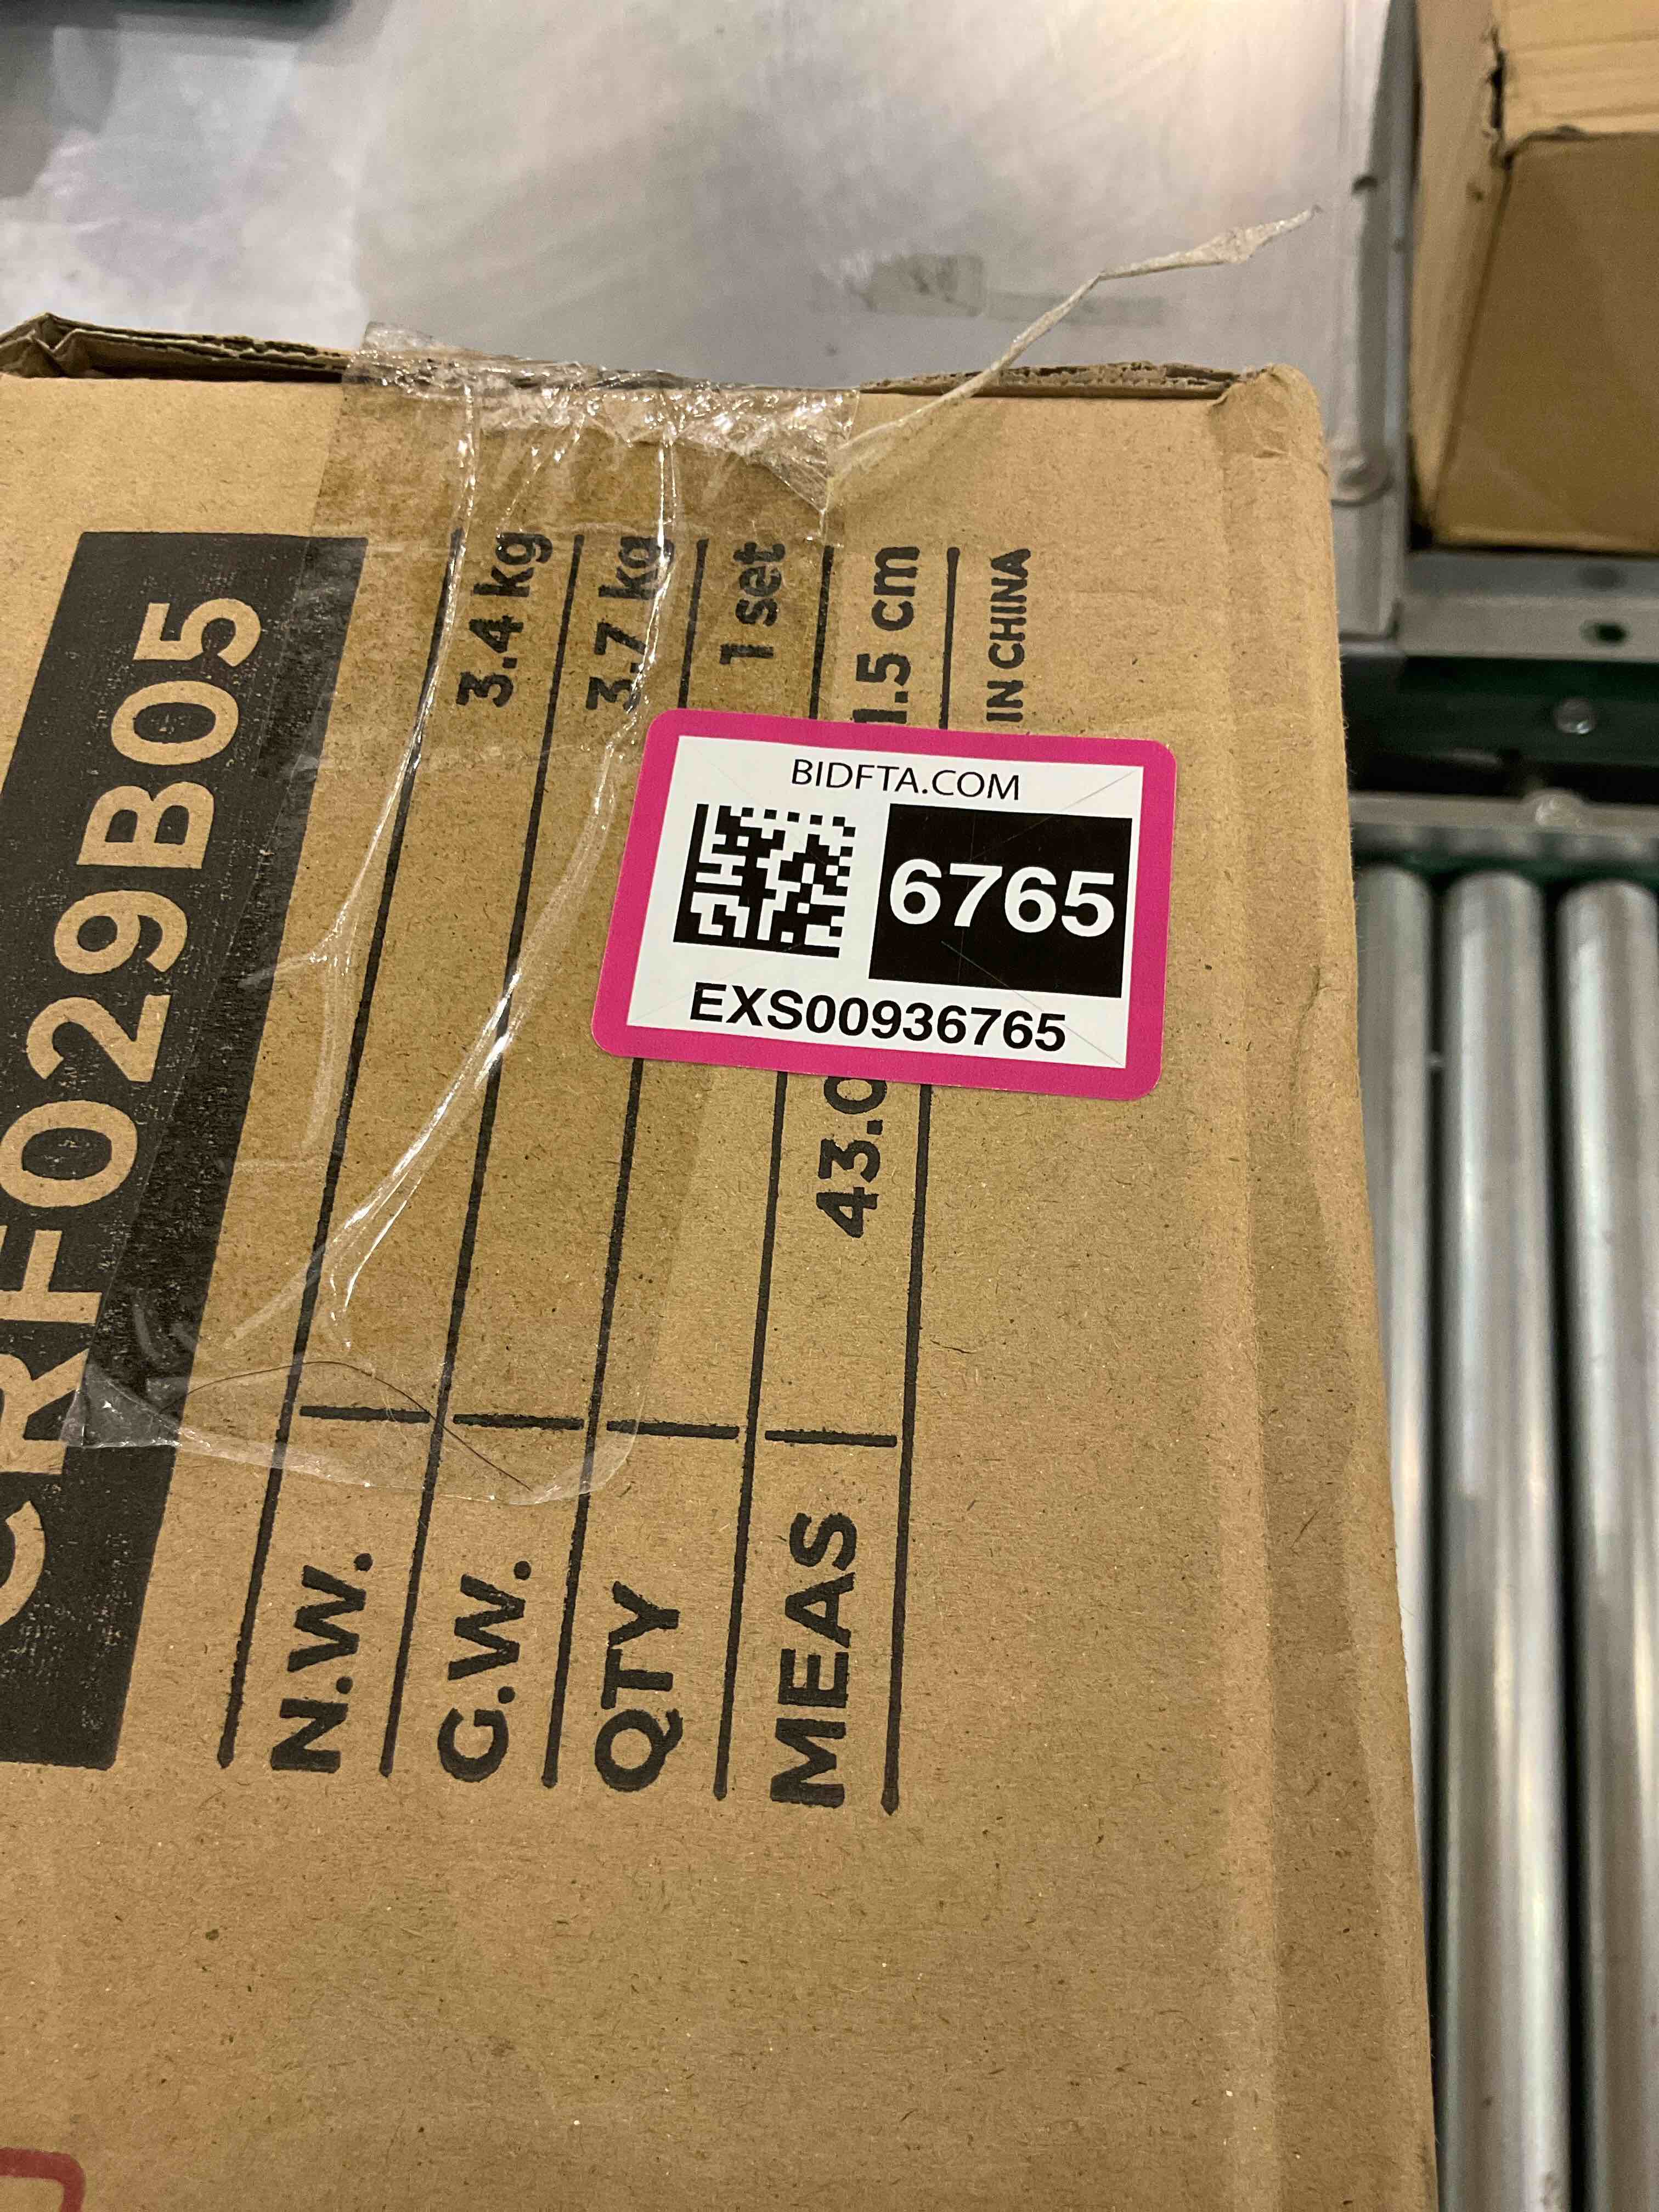 CRF029B05
N.W. 3.4 kg
G.W. 3.7 kg
QTY 1 set
MEAS 43.0 1.5 cm
IN CHINA
BIDFTA.COM
6765
EXS00936765